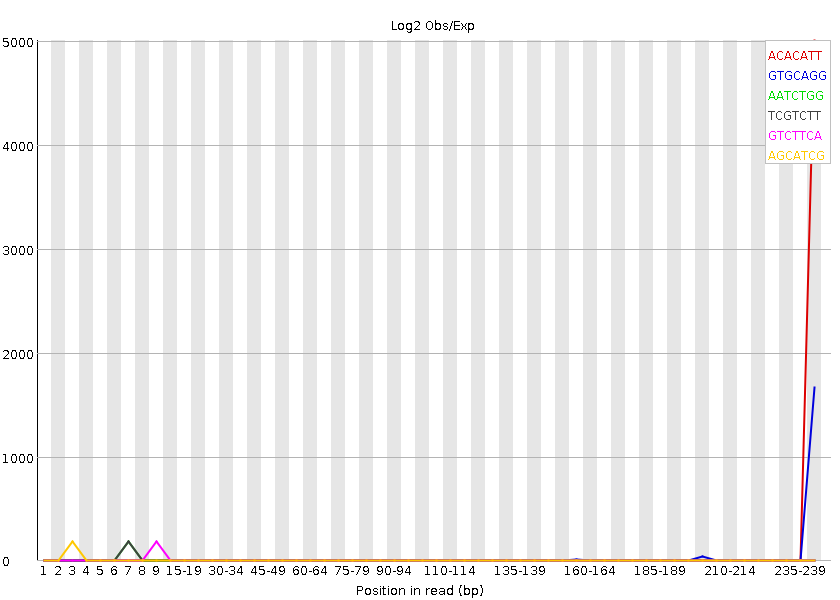 Log2 Obs/Exp
5000
4000
3000
2000
1000
0
ACACATT
GTGCAGG
AATCTGG
TCGTCTT
GTCTTCA
AGCATCG
1 2 3 4 5 6 7 8 9 15-19 30-34 45-49 60-64 75-79 90-94 110-114 135-139 160-164 185-189 210-214 235-239
Position in read (bp)